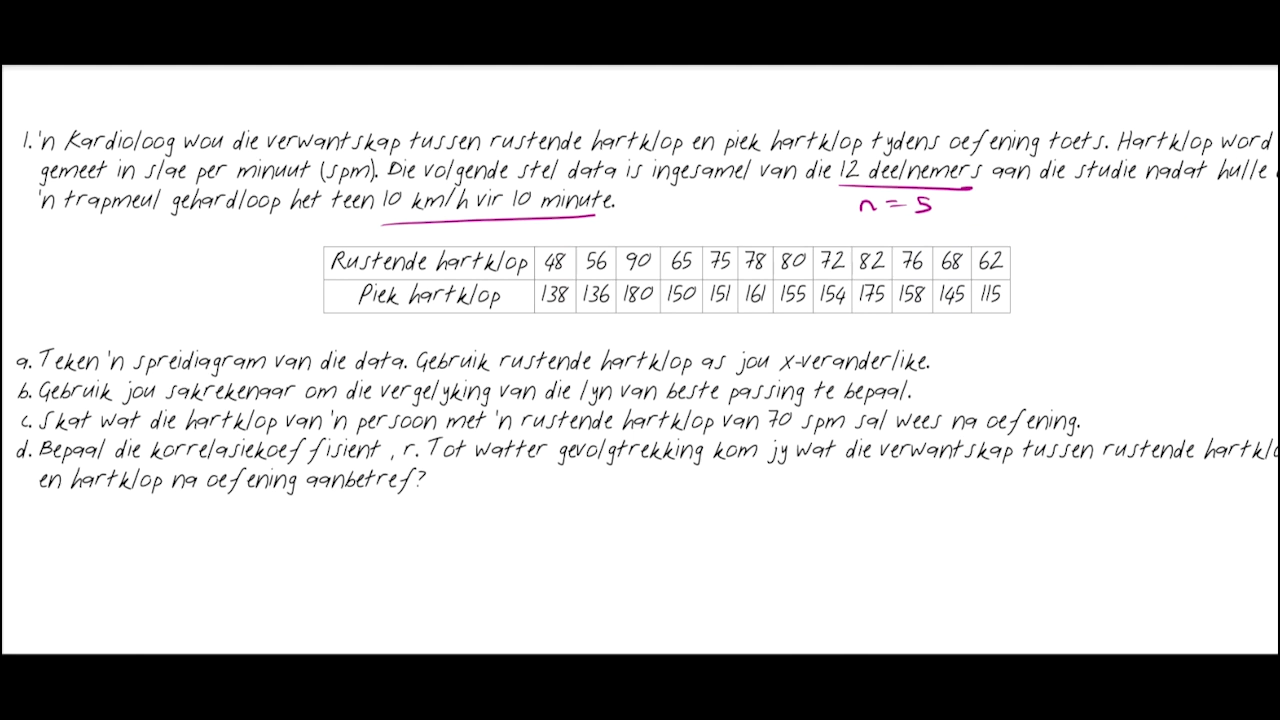 1. 'n Kardioloog wou die verwantskap tussen rustende hartklop en piek hartklop tydens oefening toets. Hartklop word
gemeet in slae per minuut (spm). Die volgende stel data is ingesamel van die 12 deelnemers aan die studie nadat hulle
'n trapmeul gehardloop het teen 10 km/h vir 10 minute.
n = 5
Rustende hartklop 48 56 90 65 75 78 80 72 82 76 68 62
Piek hartklop 138 136 180 150 151 161 155 154 175 158 145 115
a. Teken 'n spreidiagram van die data. Gebruik rustende hartklop as jou x-veranderlike.
b. Gebruik jou sakrekenaar om die vergelyking van die lyn van beste passing te bepaal.
c. Skat wat die hartklop van 'n persoon met 'n rustende hartklop van 70 spm sal wees na oefening.
d. Bepaal die korrelasiekoeffisient , r. Tot watter gevolgtrekking kom jy wat die verwantskap tussen rustende
en hartklop na oefening aanbetref?